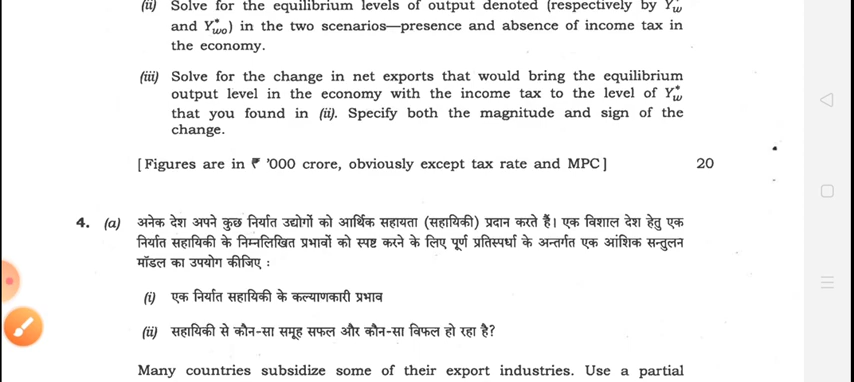 (ii) Solve for the equilibrium levels of output denoted (respectively by Y*w
and Y*wo) in the two scenarios—presence and absence of income tax in
the economy.
(iii) Solve for the change in net exports that would bring the equilibrium
output level in the economy with the income tax to the level of Y*w
that you found in (ii). Specify both the magnitude and sign of the
change.
[ Figures are in ₹ '000 crore, obviously except tax rate and MPC ] 20
4. (a) अनेक देश अपने कुछ निर्यात उद्योगों को आर्थिक सहायता (सहायिकी) प्रदान करते हैं। एक विशाल देश हेतु एक
निर्यात सहायिकी के निम्नलिखित प्रभावों को स्पष्ट करने के लिए पूर्ण प्रतिस्पर्धा के अन्तर्गत एक आंशिक सन्तुलन
मॉडल का उपयोग कीजिए :
(i) एक निर्यात सहायिकी के कल्याणकारी प्रभाव
(ii) सहायिकी से कौन-सा समूह सफल और कौन-सा विफल हो रहा है?
Many countries subsidize some of their export industries. Use a partial